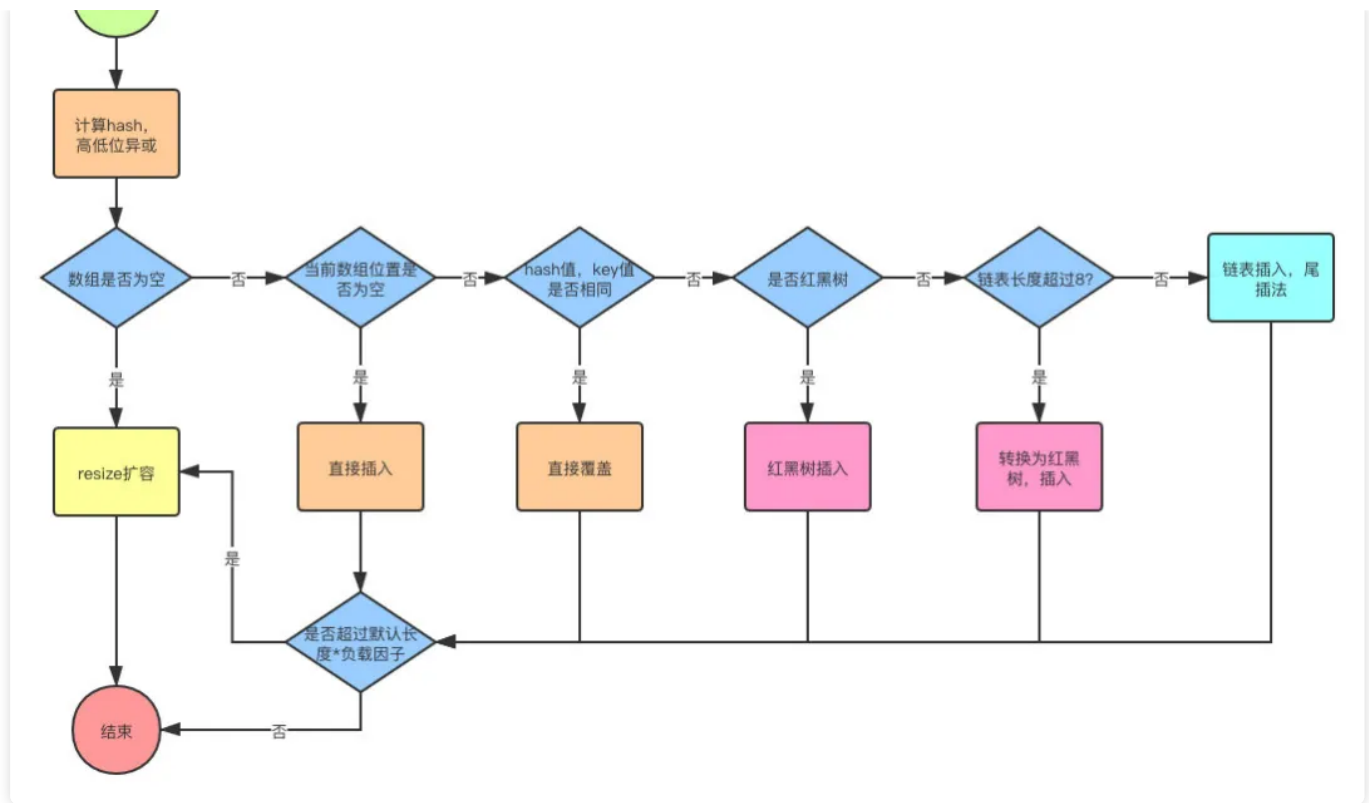 计算hash,
高低位异或
数组是否为空
否
当前数组位置是
否为空
否
hash值，key值
是否相同
否
是否红黑树
否
链表长度超过8?
否
链表插入，尾
插法
是
是
是
是
是
resize扩容
直接插入
直接覆盖
红黑树插入
转换为红黑
树，插入
是
是否超过默认长
度*负载因子
否
结束